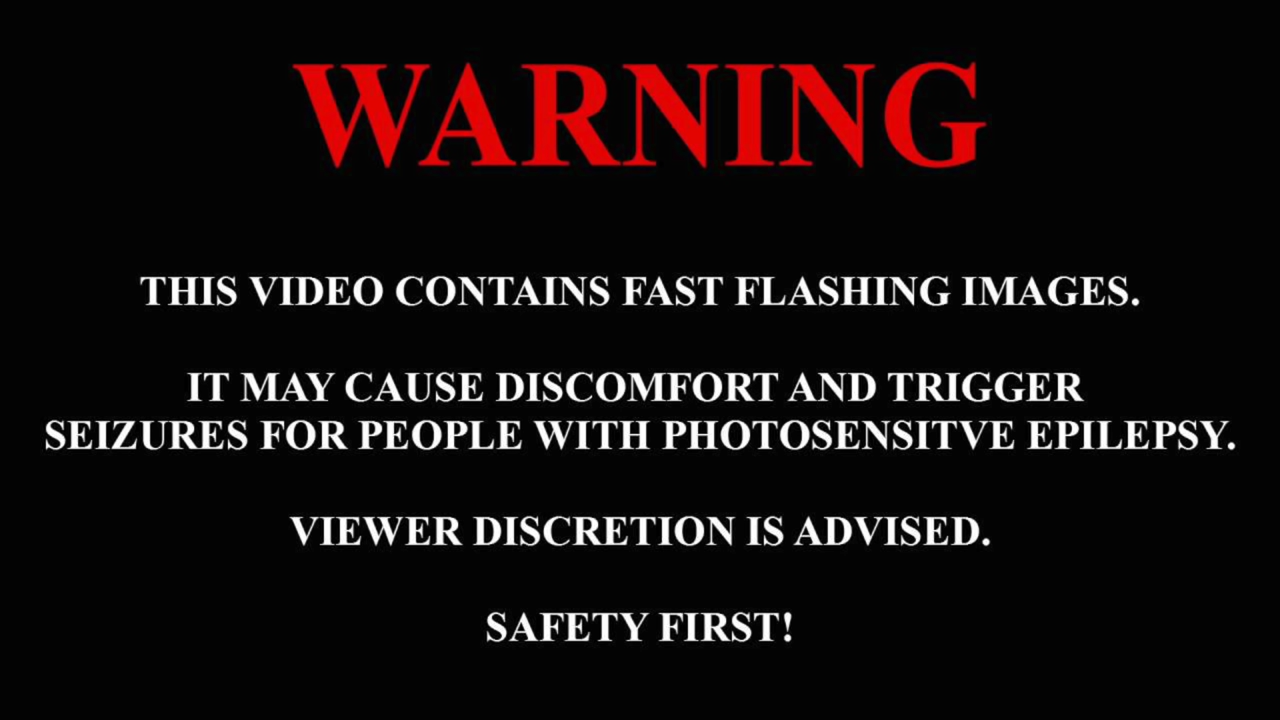 WARNING
THIS VIDEO CONTAINS FAST FLASHING IMAGES.
IT MAY CAUSE DISCOMFORT AND TRIGGER
SEIZURES FOR PEOPLE WITH PHOTOSENSITVE EPILEPSY.
VIEWER DISCRETION IS ADVISED.
SAFETY FIRST!